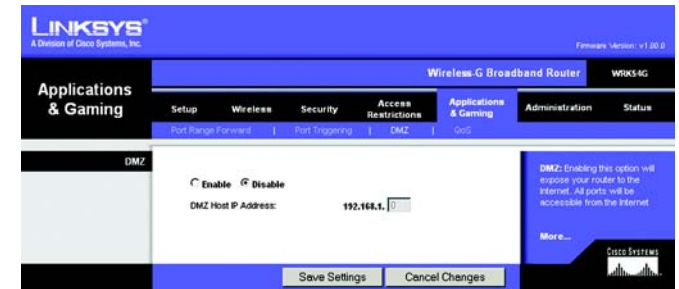 LINKSYS®
A Division of Cisco Systems, Inc.
Firmware Version: v1.00.0
Wireless-G Broadband Router WRK54G
Applications & Gaming
Setup Wireless Security Access Restrictions Applications & Gaming Administration Status
Port Range Forward | Port Triggering | DMZ | QoS
DMZ
Enable Disable
DMZ Host IP Address: 192.168.1. 0
DMZ: Enabling this option will
expose your router to the
Internet. All ports will be
accessible from the Internet
More...
CISCO SYSTEMS
Save Settings Cancel Changes